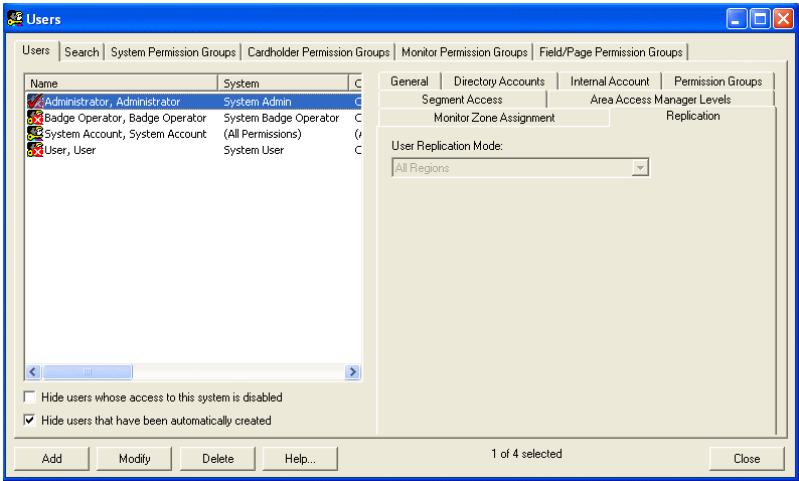 Users
Users Search System Permission Groups Cardholder Permission Groups Monitor Permission Groups Field/Page Permission Groups
Name System C
Administrator, Administrator System Admin C
Badge Operator, Badge Operator System Badge Operator C
System Account, System Account (All Permissions) (A
User, User System User C
Hide users whose access to this system is disabled
Hide users that have been automatically created
General Directory Accounts Internal Account Permission Groups
Segment Access Area Access Manager Levels
Monitor Zone Assignment Replication
User Replication Mode:
All Regions
Add Modify Delete Help... 1 of 4 selected Close